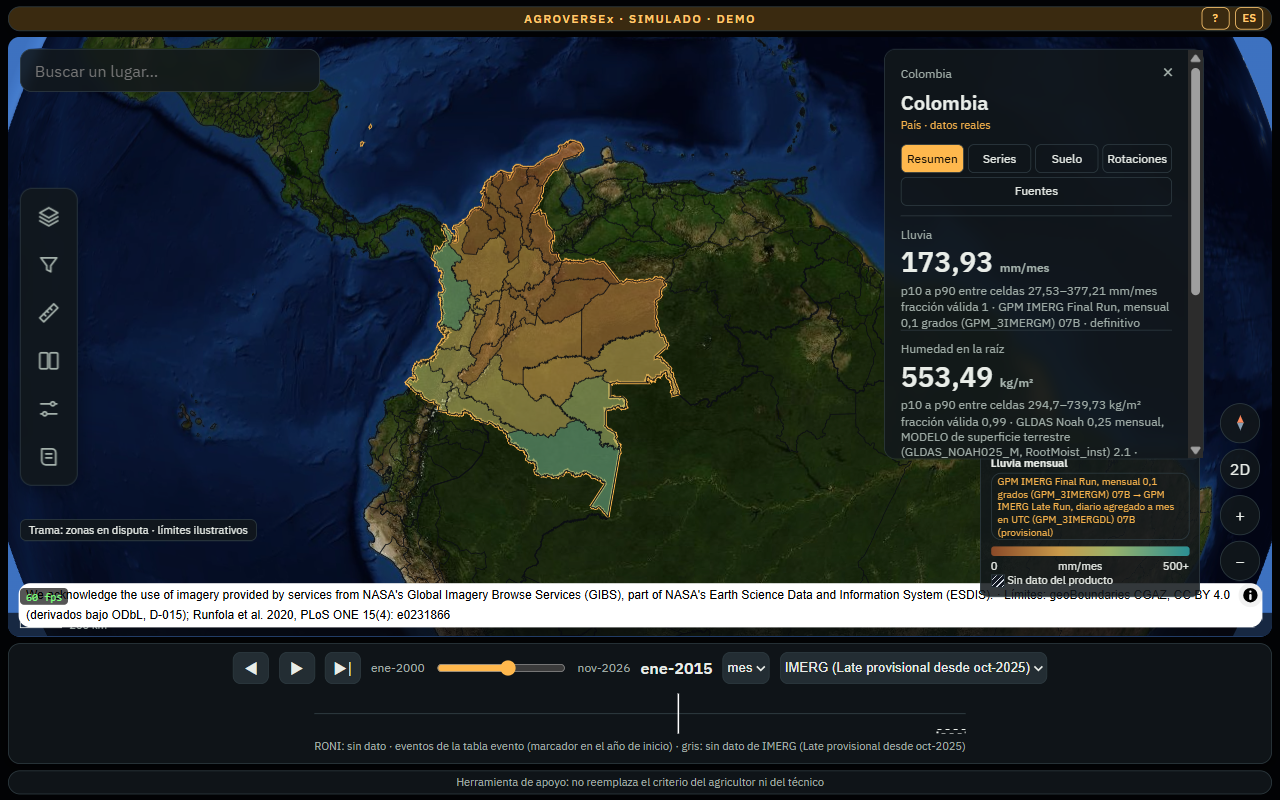 AGROVERSEx · SIMULADO · DEMO
?
ES
Buscar un lugar...
Colombia
Colombia
País · datos reales
Resumen
Series
Suelo
Rotaciones
Fuentes
Lluvia
173,93 mm/mes
p10 a p90 entre celdas 27,53–377,21 mm/mes
fracción válida 1 · GPM IMERG Final Run, mensual
0,1 grados (GPM_3IMERGM) 07B · definitivo
Humedad en la raíz
553,49 kg/m²
p10 a p90 entre celdas 294,7–739,73 kg/m²
fracción válida 0,99 · GLDAS Noah 0,25 mensual,
MODELO de superficie terrestre
(GLDAS_NOAH025_M, RootMoist_inst) 2.1 ·
Lluvia mensual
GPM IMERG Final Run, mensual 0,1
grados (GPM_3IMERGM) 07B → GPM
IMERG Late Run, diario agregado a mes
en UTC (GPM_3IMERGDL) 07B
(provisional)
0 mm/mes 500+
Sin dato del producto
2D
+
−
Trama: zonas en disputa · límites ilustrativos
60 fps
knowledge the use of imagery provided by services from NASA's Global Imagery Browse Services (GIBS), part of NASA's Earth Science Data and Information System (ESDIS). · Límites: geoBoundaries CGAZ, CC BY 4.0
(derivados bajo ODbL, D-015); Runfola et al. 2020, PLoS ONE 15(4): e0231866
ene-2000
nov-2026
ene-2015
mes
IMERG (Late provisional desde oct-2025)
RONI: sin dato · eventos de la tabla evento (marcador en el año de inicio) · gris: sin dato de IMERG (Late provisional desde oct-2025)
Herramienta de apoyo: no reemplaza el criterio del agricultor ni del técnico